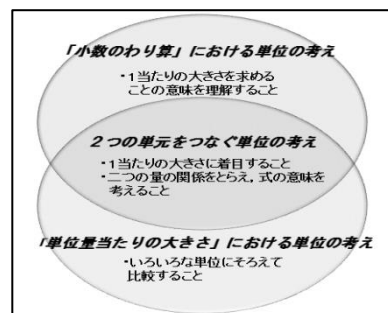 「小数のわり算」における単位の考え
・1当たりの大きさを求める
ことの意味を理解すること
2つの単元をつなぐ単位の考え
・1当たりの大きさに着目すること
・二つの量の関係をとらえ，式の意味を
考えること
「単位量当たりの大きさ」における単位の考え
・いろいろな単位にそろえて
比較すること